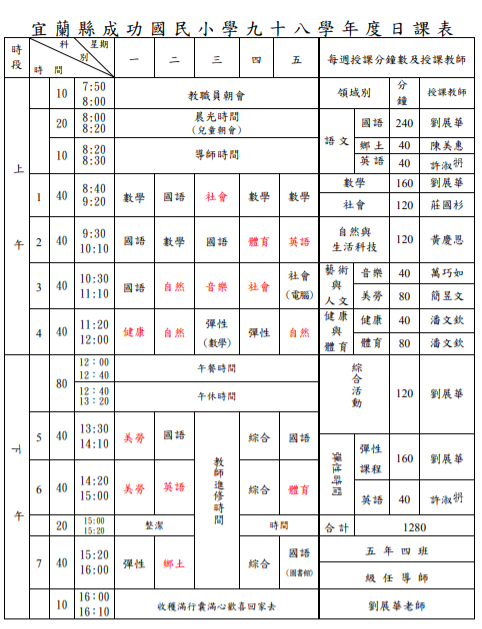 宜蘭縣成功國民小學九十八學年度日課表
時段 科 別 星期 時間 一 二 三 四 五 每週授課分鐘數及授課教師
上午
10 7:50 8:00 教職員朝會 領域別 分鐘 授課教師
20 8:00 8:20 晨光時間 (兒童朝會) 語文 國語 240 劉展華
鄉土 40 陳美惠
10 8:20 8:30 導師時間 英語 40 許淑玥
1 40 8:40 9:20 數學 國語 社會 數學 數學 數學 160 劉展華
社會 120 莊國杉
2 40 9:30 10:10 國語 數學 國語 體育 英語 自然與生活科技 120 黃慶恩
3 40 10:30 11:10 國語 自然 音樂 社會 社會(電腦) 藝術與人文 音樂 40 萬巧如
美勞 80 簡昱文
4 40 11:20 12:00 健康 自然 彈性(數學) 彈性 自然 健康與體育 健康 40 潘文欽
體育 80 潘文欽
下午
80 12：00 12：40 午餐時間 綜合活動 120 劉展華
12：40 13：20 午休時間
5 40 13:30 14:10 美勞 國語 教師進修時間 綜合 國語 彈性時間 彈性課程 160 劉展華
6 40 14:20 15:00 美勞 英語 綜合 體育 英語 40 許淑玥
20 15:00 15:20 整潔 時間 合計 1280
7 40 15:20 16:00 彈性 鄉土 綜合 國語(圖書館) 五年四班
級任導師
10 16:00 16:10 收穫滿行囊滿心歡喜回家去 劉展華老師